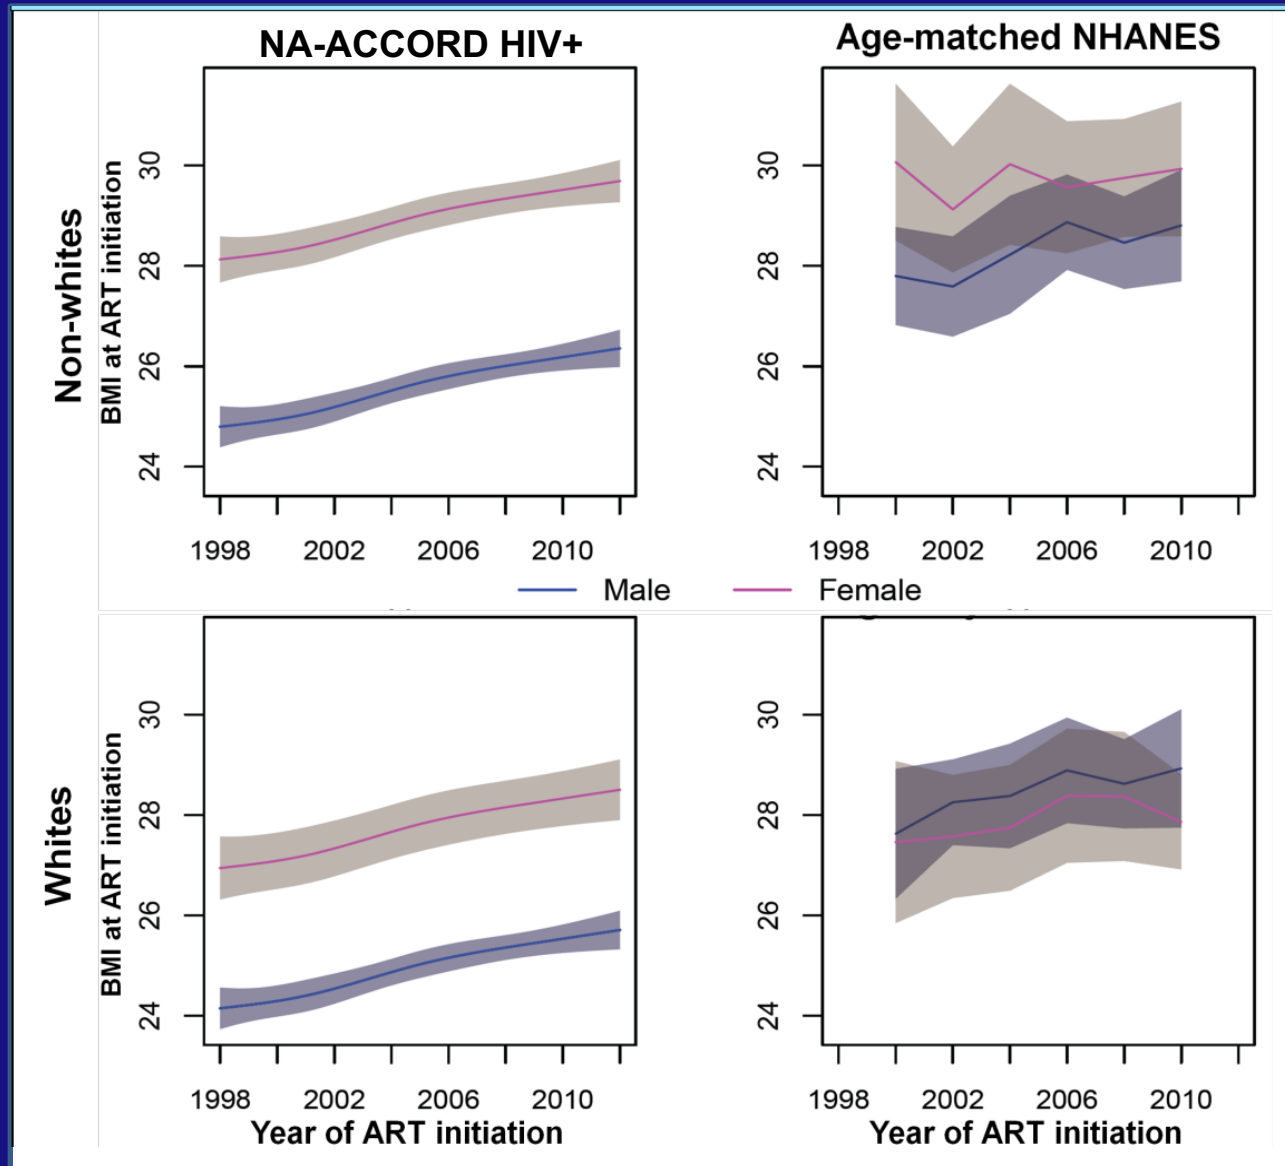 NA-ACCORD HIV+
Age-matched NHANES
Non-whites
BMI at ART initiation
30
28
26
24
1998 2002 2006 2010
30
28
26
24
1998 2002 2006 2010
Male Female
Whites
BMI at ART initiation
30
28
26
24
1998 2002 2006 2010
Year of ART initiation
30
28
26
24
1998 2002 2006 2010
Year of ART initiation